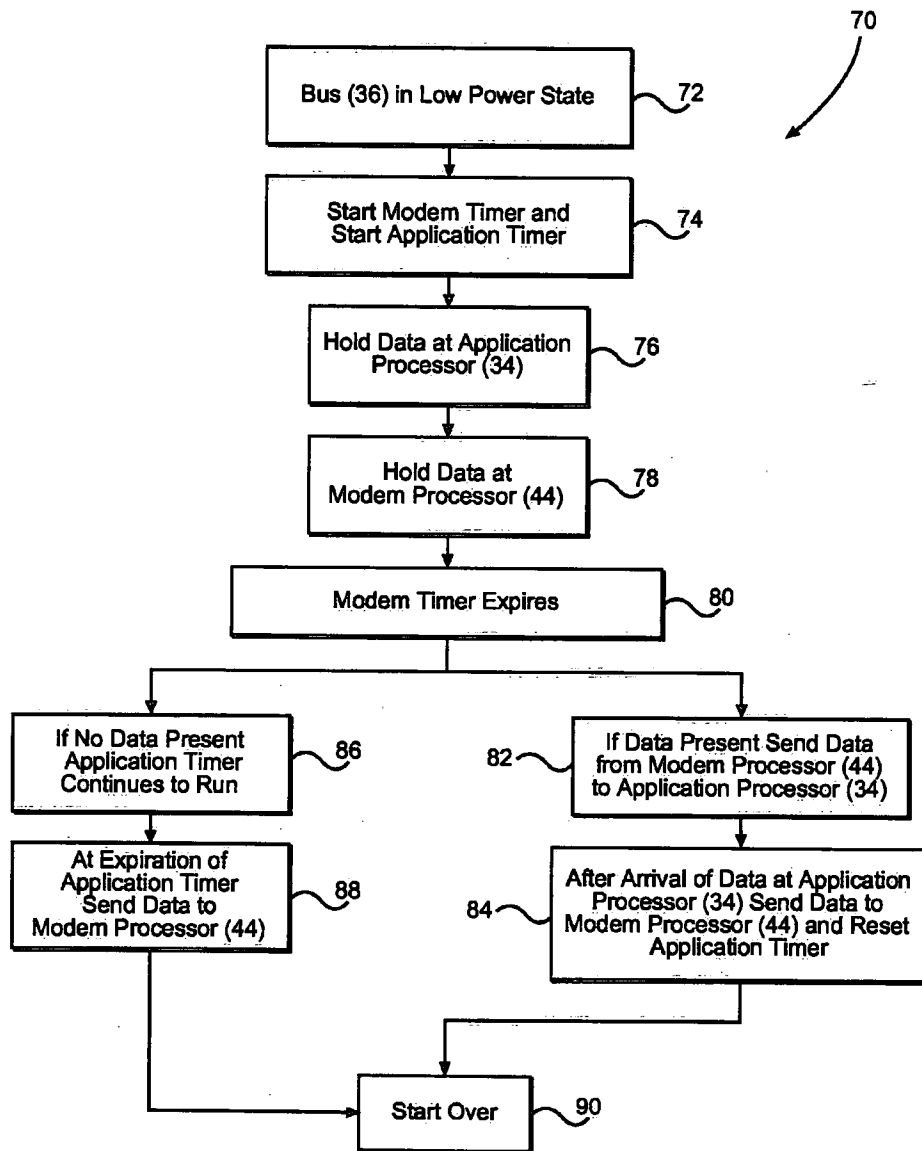 70
Bus (36) in Low Power State
72
Start Modem Timer and
Start Application Timer
74
Hold Data at Application
Processor (34)
76
Hold Data at
Modem Processor (44)
78
Modem Timer Expires
80
If No Data Present
Application Timer
Continues to Run
86
82
If Data Present Send Data
from Modem Processor (44)
to Application Processor (34)
At Expiration of
Application Timer
Send Data to
Modem Processor (44)
88
84
After Arrival of Data at Application
Processor (34) Send Data to
Modem Processor (44) and Reset
Application Timer
Start Over
90